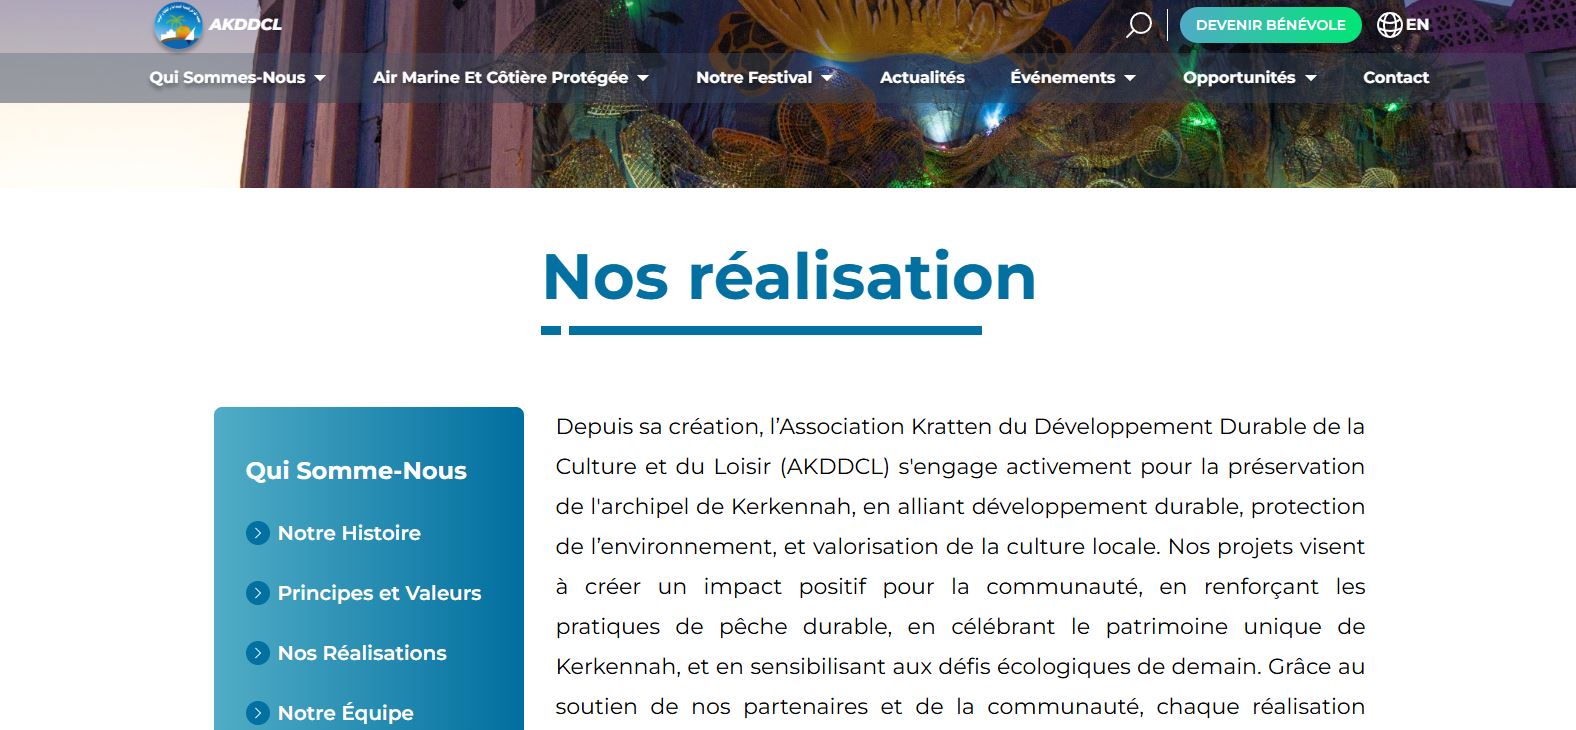 AKDDCL
DEVENIR BÉNÉVOLE
EN
Qui Sommes-Nous
Air Marine Et Côtière Protégée
Notre Festival
Actualités
Événements
Opportunités
Contact
Nos réalisation
Qui Somme-Nous
Notre Histoire
Principes et Valeurs
Nos Réalisations
Notre Équipe
Depuis sa création, l’Association Kratten du Développement Durable de la
Culture et du Loisir (AKDDCL) s'engage activement pour la préservation
de l'archipel de Kerkennah, en alliant développement durable, protection
de l’environnement, et valorisation de la culture locale. Nos projets visent
à créer un impact positif pour la communauté, en renforçant les
pratiques de pêche durable, en célébrant le patrimoine unique de
Kerkennah, et en sensibilisant aux défis écologiques de demain. Grâce au
soutien de nos partenaires et de la communauté, chaque réalisation